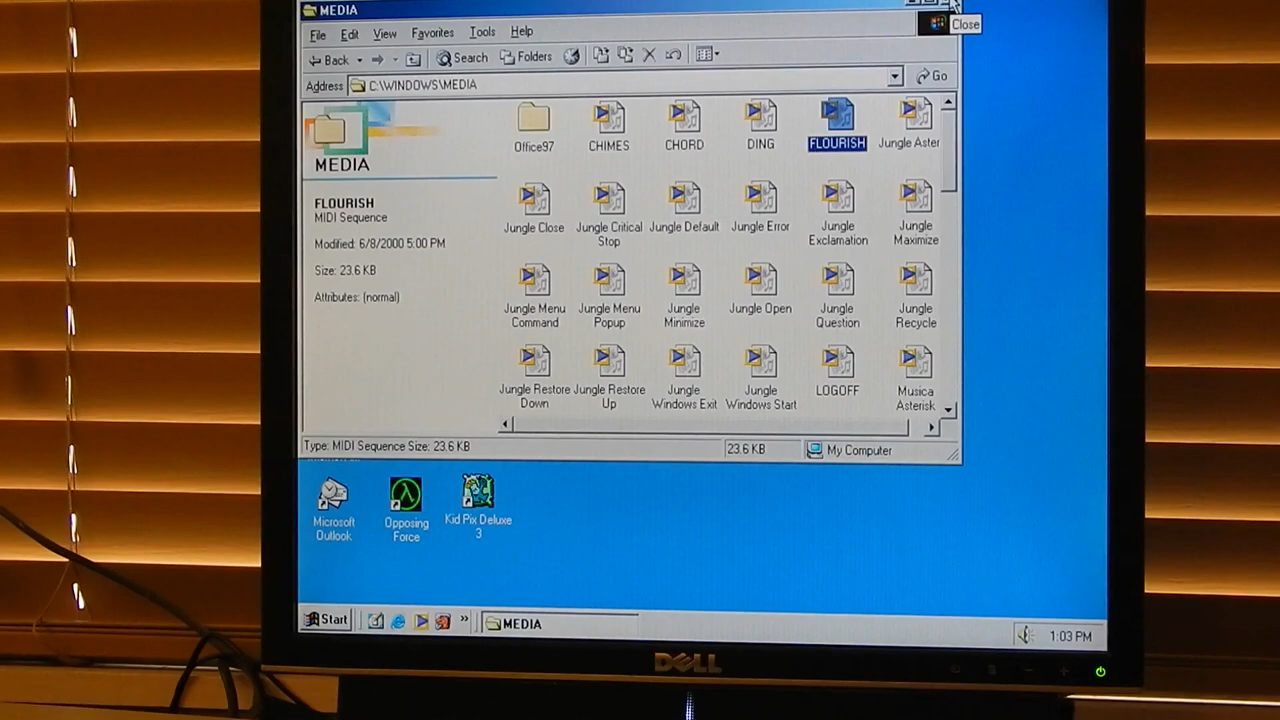 MEDIA
Close
File Edit View Favorites Tools Help
Back Search Folders
Address C:\WINDOWS\MEDIA Go
MEDIA
FLOURISH
MIDI Sequence
Modified: 6/8/2000 5:00 PM
Size: 23.6 KB
Attributes: (normal)
Office97 CHIMES CHORD DING FLOURISH Jungle Aster
Jungle Close Jungle Critical Jungle Default Jungle Error Jungle Jungle
Stop Exclamation Maximize
Jungle Menu Jungle Menu Jungle Jungle Open Jungle Jungle
Command Popup Minimize Question Recycle
Jungle Restore Jungle Restore Jungle Jungle LOGOFF Musica
Down Up Windows Exit Windows Start Asterisk
Type: MIDI Sequence Size: 23.6 KB 23.6 KB My Computer
Microsoft Opposing Kid Pix Deluxe
Outlook Force 3
Start MEDIA 1:03 PM
DELL